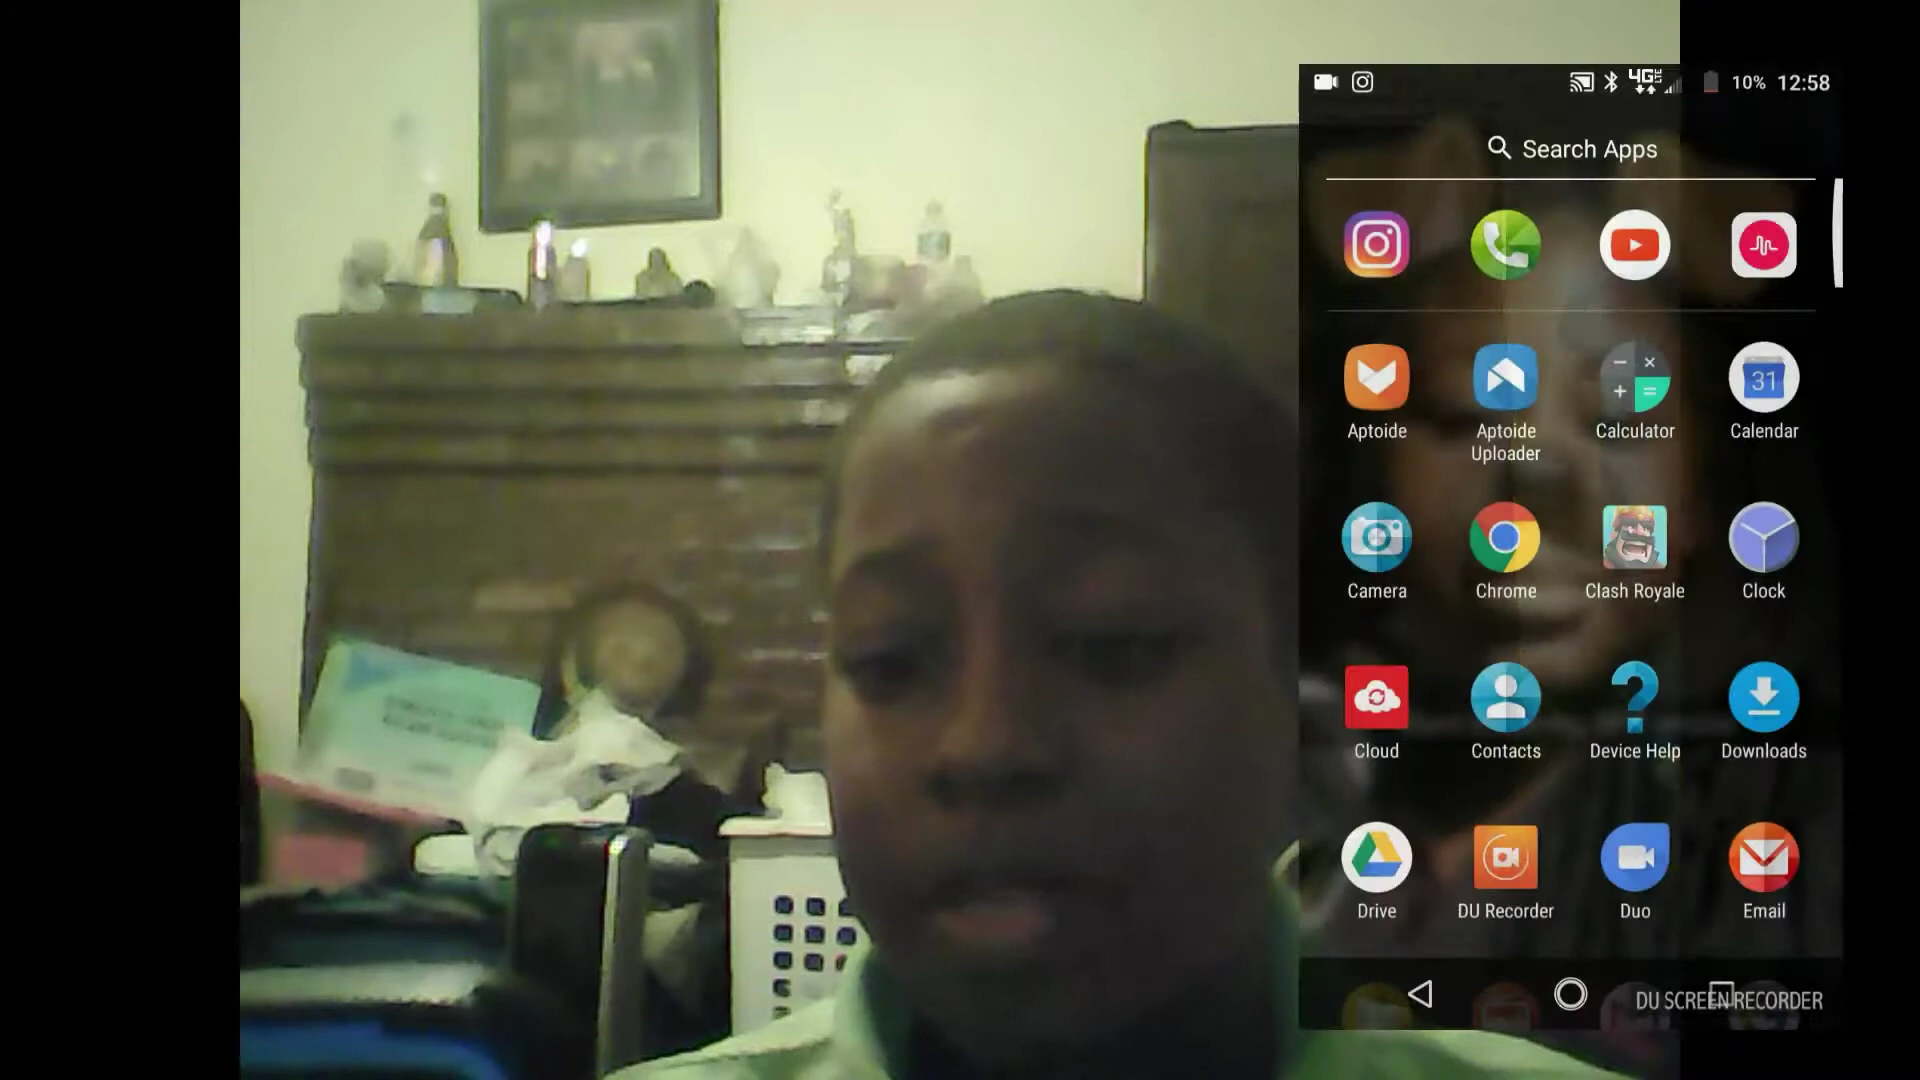 10% 12:58
Search Apps
Aptoide
Aptoide Uploader
Calculator
Calendar
31
Camera
Chrome
Clash Royale
Clock
Cloud
Contacts
Device Help
Downloads
Drive
DU Recorder
Duo
Email
DU SCREEN RECORDER